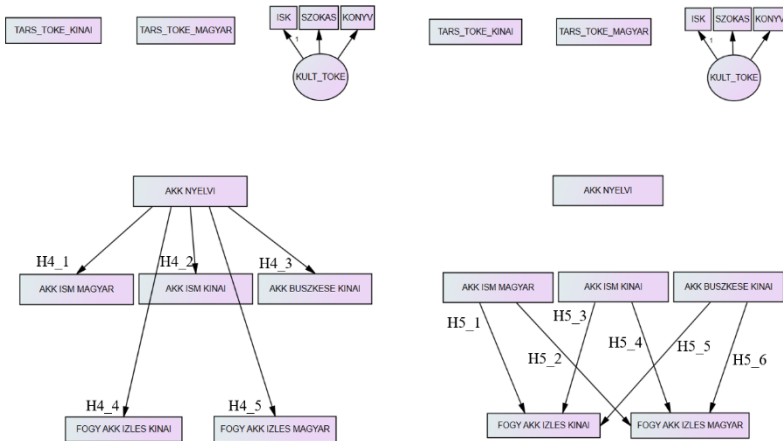 ISK SZOKAS KONYV
TARS_TOKE_KINAI TARS_TOKE_MAGYAR
1
KULT_TOKE
AKK NYELVI
H4_1 H4_2 H4_3
AKK ISM MAGYAR AKK ISM KINAI AKK BUSZKESE KINAI
H4_4 H4_5
FOGY AKK IZLES KINAI FOGY AKK IZLES MAGYAR
ISK SZOKAS KONYV
TARS_TOKE_KINAI TARS_TOKE_MAGYAR
1
KULT_TOKE
AKK NYELVI
AKK ISM MAGYAR AKK ISM KINAI AKK BUSZKESE KINAI
H5_1 H5_2 H5_3 H5_4 H5_5 H5_6
FOGY AKK IZLES KINAI FOGY AKK IZLES MAGYAR